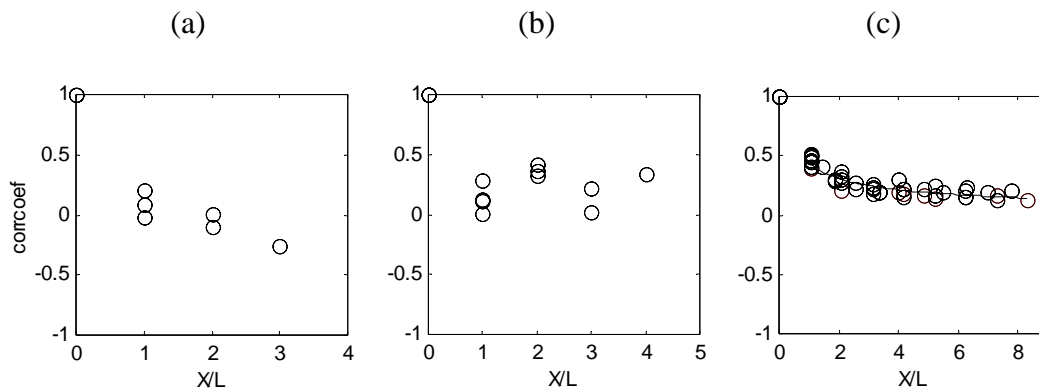 (a) (b) (c)
1 1 1
0.5 0.5 0.5
corrcoef 0 0 0
-0.5 -0.5 -0.5
-1 -1 -1
0 1 2 3 4 0 1 2 3 4 5 0 2 4 6 8
X/L X/L X/L